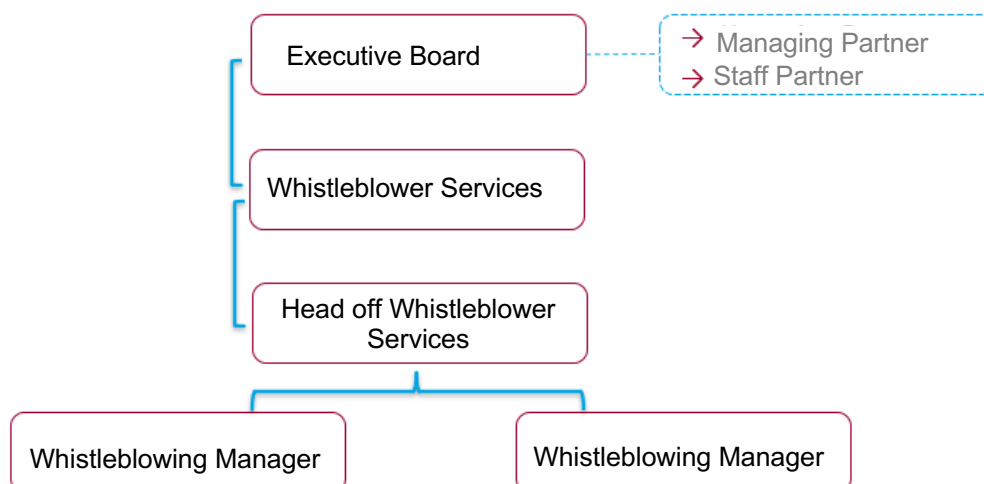 Executive Board
→ Managing Partner
→ Staff Partner
Whistleblower Services
Head off Whistleblower
Services
Whistleblowing Manager
Whistleblowing Manager